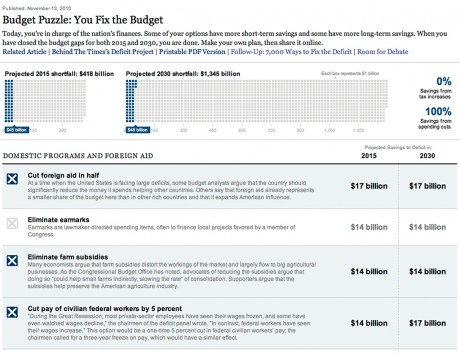 Published: November 13, 2010
Budget Puzzle: You Fix the Budget
Today, you're in charge of the nation's finances. Some of your options have more short-term savings and some have more long-term savings. When you
have closed the budget gaps for both 2015 and 2030, you are done. Make your own plan, then share it online.
Related Article | Behind The Times's Deficit Project | Printable PDF Version | Follow-Up: 7,000 Ways to Fix the Deficit | Room for Debate
Projected 2015 shortfall: $418 billion
Projected 2030 shortfall: $1,345 billion
Each box represents $1 billion
0%
Savings from
tax increases
100%
Savings from
spending cuts
$45 billion
$48 billion
Projected Savings to Deficit in:
DOMESTIC PROGRAMS AND FOREIGN AID
2015
2030
Cut foreign aid in half
At a time when the United States is facing large deficits, some budget analysts argue that the country should
significantly reduce the money it spends helping other countries. Others say that foreign aid already represents
a smaller share of the budget here than in other rich countries and that it expands American influence.
$17 billion
$17 billion
Eliminate earmarks
Earmarks are lawmaker-directed spending items, often to finance local projects favored by a member of
Congress.
$14 billion
$14 billion
Eliminate farm subsidies
Many economists argue that farm subsidies distort the workings of the market and largely flow to big agricultural
businesses. As the Congressional Budget Office has noted, advocates of reducing the subsidies argue that
doing so "could help small farms indirectly, slowing the rate of consolidation. Supporters argue that the
subsidies help preserve the American agriculture industry.
$14 billion
$14 billion
Cut pay of civilian federal workers by 5 percent
"During the Great Recession, most private-sector employees have seen their wages frozen, and some have
even watched wages decline," the chairmen of the deficit panel wrote. "In contrast, federal workers have seen
their wages increase." This option would be a one-time 5 percent cut in federal civilian workers' pay; the
chairmen called for a three-year freeze on pay, which would have a similar effect.
$14 billion
$17 billion